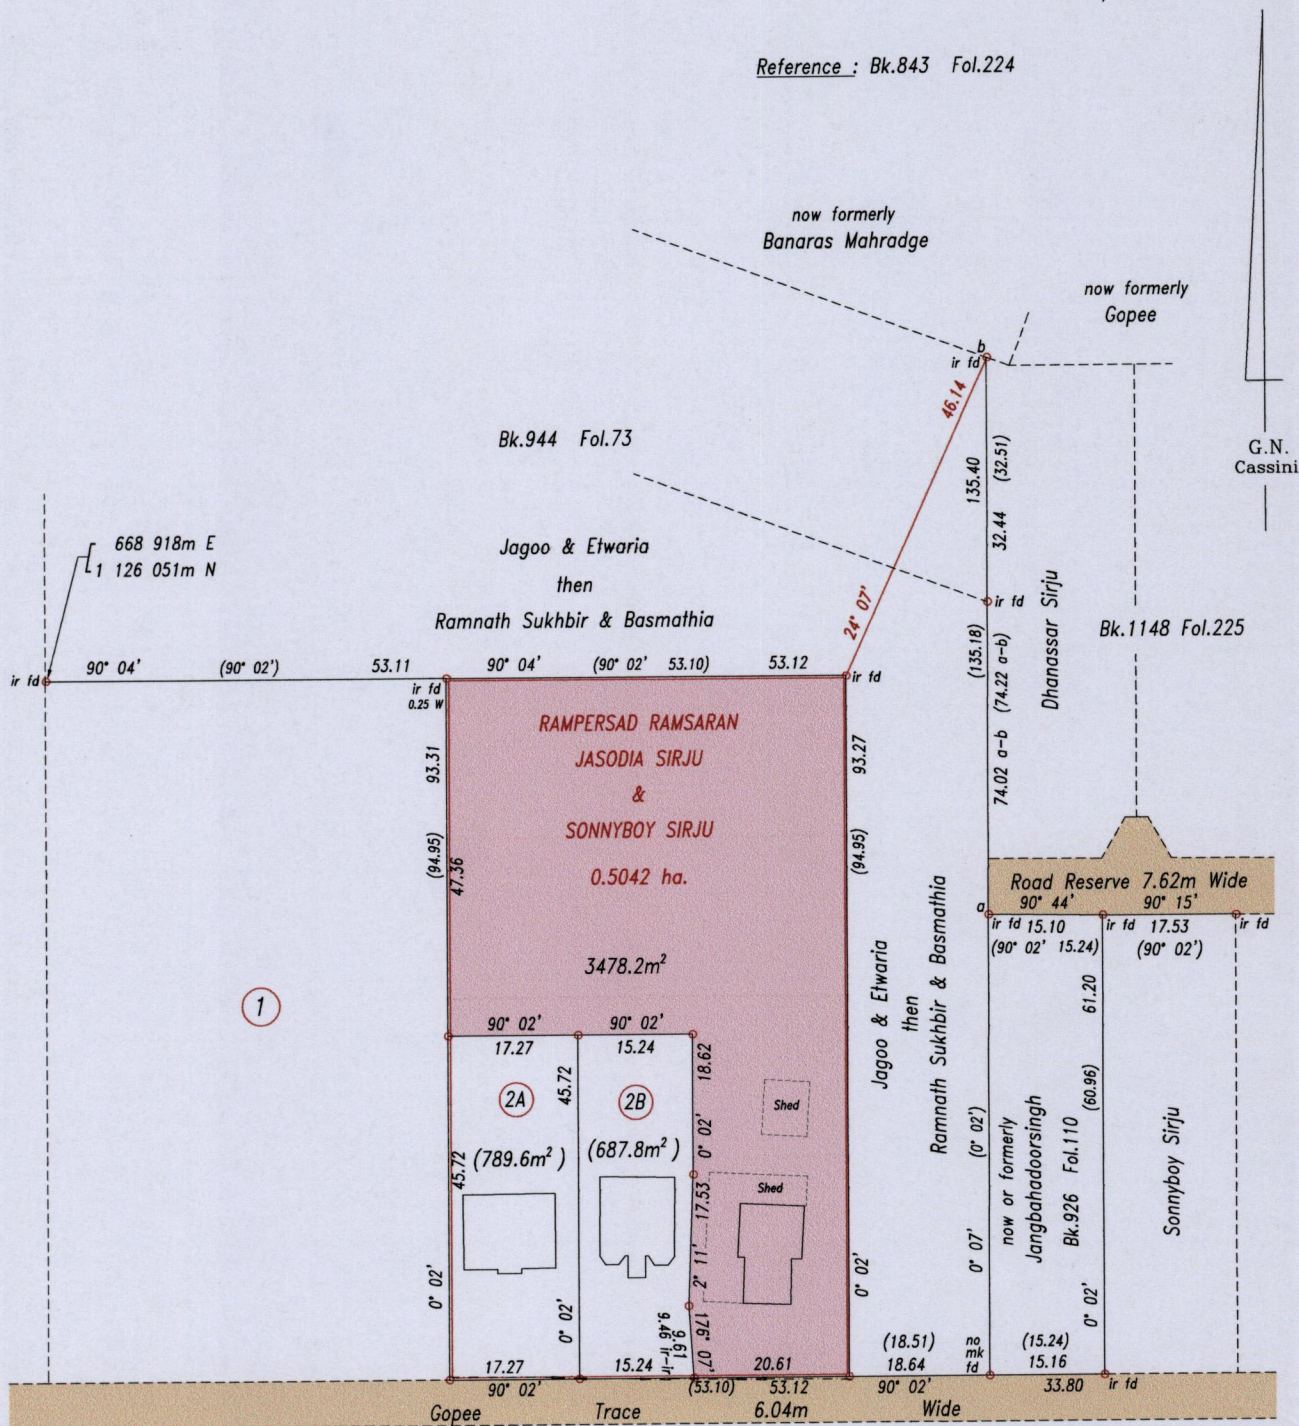 Reference : Bk.843 Fol.224
now formerly
Banaras Mahradge
now formerly
Gopee
b
ir fd
46.14
G.N.
Cassini
Bk.944 Fol.73
135.40
(32.51)
32.44
668 918m E
1 126 051m N
Jagoo & Etwaria
then
Ramnath Sukhbir & Basmathia
24° 07'
ir fd
(135.18)
74.02 a-b (74.22 a-b)
Dhanassar Sirju
Bk.1148 Fol.225
ir fd
90° 04' (90° 02') 53.11
90° 04' (90° 02' 53.10) 53.12
ir fd
0.25 W
ir fd
RAMPERSAD RAMSARAN
JASODIA SIRJU
&
SONNYBOY SIRJU
0.5042 ha.
93.31
(94.95)
47.36
93.27
(94.95)
3478.2m²
Road Reserve 7.62m Wide
90° 44' 90° 15'
a
ir fd 15.10 ir fd 17.53 ir fd
(90° 02' 15.24) (90° 02')
Jagoo & Etwaria
then
Ramnath Sukhbir & Basmathia
1
90° 02' 90° 02'
17.27 15.24
18.62
61.20
(60.96)
2A
45.72
2B
Shed
(789.6m²)
(687.8m²)
0° 02'
45.72
Shed
17.53
2° 11'
(0° 02')
0° 07'
now or formerly
Jangbahadoorsingh
Bk.926 Fol.110
Sonnyboy Sirju
0° 02'
0° 02'
0° 02'
0° 02'
9.61
9.46 ir-ir
176° 07'
17.27 15.24 20.61
(18.51)
18.64
no
mk
fd
(15.24)
15.16
90° 02' (53.10) 53.12 90° 02' 33.80 ir fd
Gopee Trace 6.04m Wide